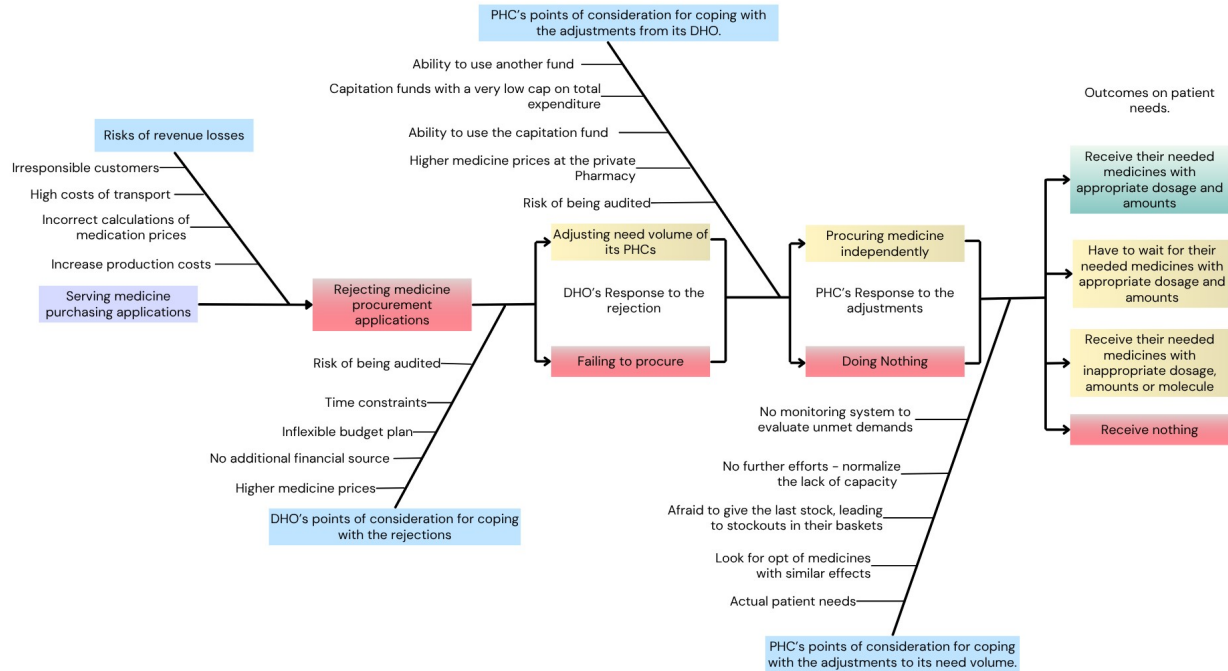 PHC's points of consideration for coping with
the adjustments from its DHO.
Ability to use another fund
Capitation funds with a very low cap on total
expenditure
Ability to use the capitation fund
Higher medicine prices at the private
Pharmacy
Risk of being audited
Risks of revenue losses
Irresponsible customers
High costs of transport
Incorrect calculations of
medication prices
Increase production costs
Serving medicine
purchasing applications
Rejecting medicine
procurement
applications
Risk of being audited
Time constraints
Inflexible budget plan
No additional financial source
Higher medicine prices
DHO's points of consideration for coping
with the rejections
Adjusting need volume of
its PHCs
DHO's Response to the
rejection
Failing to procure
Procuring medicine
independently
PHC's Response to the
adjustments
Doing Nothing
No monitoring system to
evaluate unmet demands
No further efforts - normalize
the lack of capacity
Afraid to give the last stock, leading
to stockouts in their baskets
Look for opt of medicines
with similar effects
Actual patient needs
PHC's points of consideration for coping
with the adjustments to its need volume.
Outcomes on patient
needs.
Receive their needed
medicines with
appropriate dosage and
amounts
Have to wait for their
needed medicines with
appropriate dosage and
amounts
Receive their needed
medicines with
inappropriate dosage,
amounts or molecule
Receive nothing